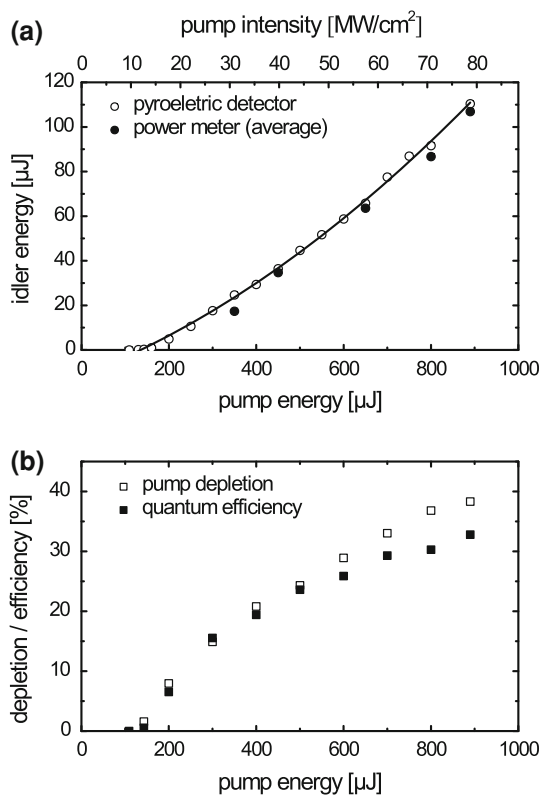 (a)
pump intensity [MW/cm²]
0 10 20 30 40 50 60 70 80 90
120
100
80
60
40
20
0
idler energy [µJ]
pyroeletric detector
power meter (average)
0 200 400 600 800 1000
pump energy [µJ]
(b)
40
30
20
10
0
depletion / efficiency [%]
pump depletion
quantum efficiency
0 200 400 600 800 1000
pump energy [µJ]